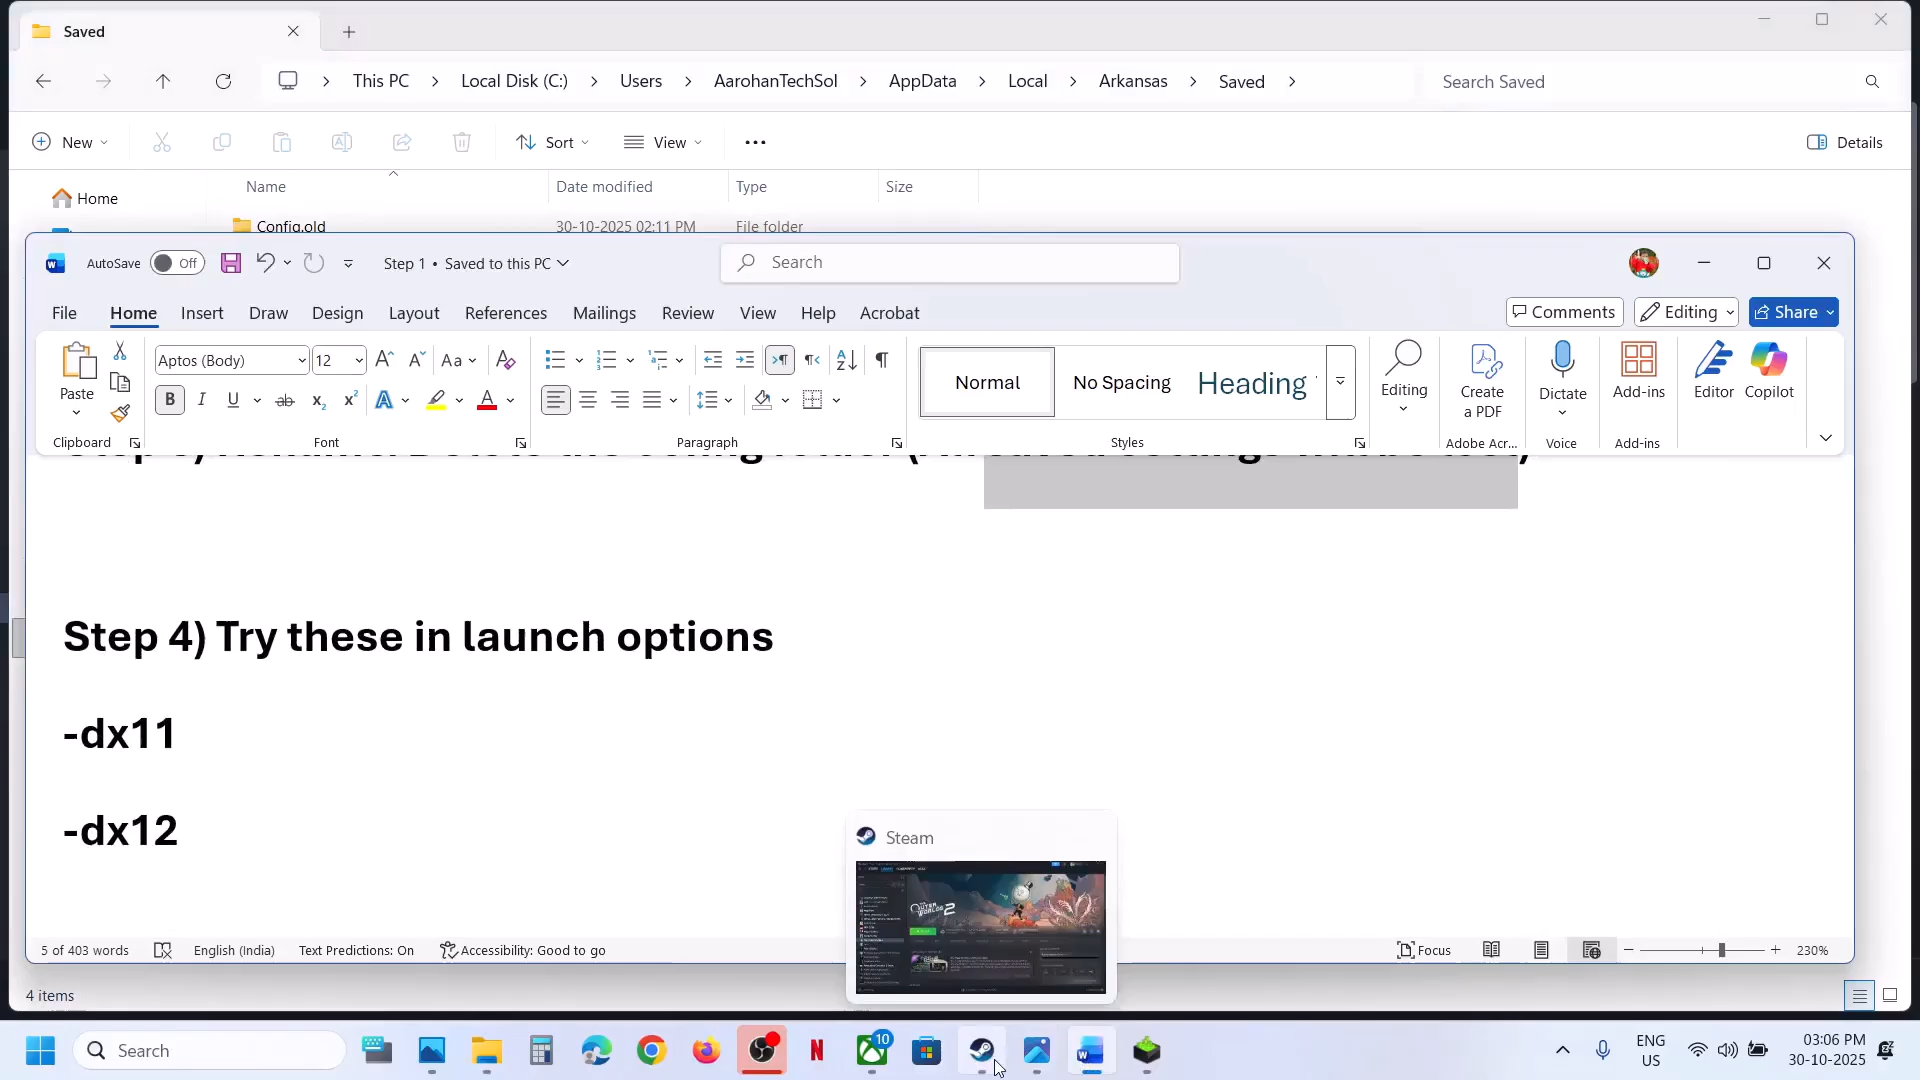 Saved
This PC > Local Disk (C:) > Users > AarohanTechSol > AppData > Local > Arkansas > Saved >
Search Saved
New
Sort
View
Details
Name
Date modified
Type
Size
Home
Config.old
30-10-2025 02:11 PM
File folder
AutoSave
Off
Step 1 • Saved to this PC
Search
File
Home
Insert
Draw
Design
Layout
References
Mailings
Review
View
Help
Acrobat
Comments
Editing
Share
Paste
Aptos (Body)
12
Normal
No Spacing
Heading
Editing
Create a PDF
Dictate
Add-ins
Editor
Copilot
Clipboard
Font
Paragraph
Styles
Adobe Acr...
Voice
Add-ins
Step 4) Try these in launch options
-dx11
-dx12
Steam
5 of 403 words
English (India)
Text Predictions: On
Accessibility: Good to go
Focus
230%
4 items
Search
10
ENG
US
03:06 PM
30-10-2025